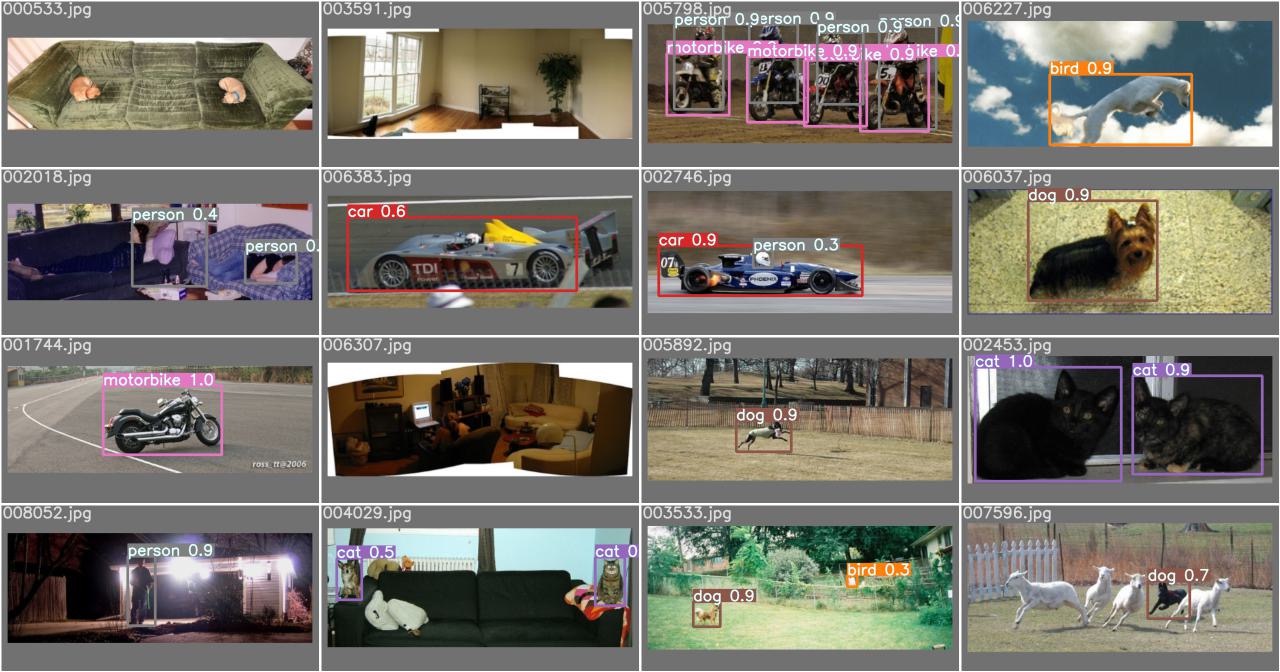 000533.jpg
003591.jpg
005798.jpg
person 0.9
person 0.9
person 0.9
person 0.9
motorbike
motorbike 0.9
0.9
006227.jpg
bird 0.9
002018.jpg
person 0.4
person 0.
006383.jpg
car 0.6
TDI
7
002746.jpg
car 0.9
person 0.3
07
PHOENIX
006037.jpg
dog 0.9
001744.jpg
motorbike 1.0
ross_tt@2006
006307.jpg
005892.jpg
dog 0.9
002453.jpg
cat 1.0
cat 0.9
008052.jpg
person 0.9
004029.jpg
cat 0.5
cat 0
003533.jpg
dog 0.9
bird 0.3
007596.jpg
dog 0.7